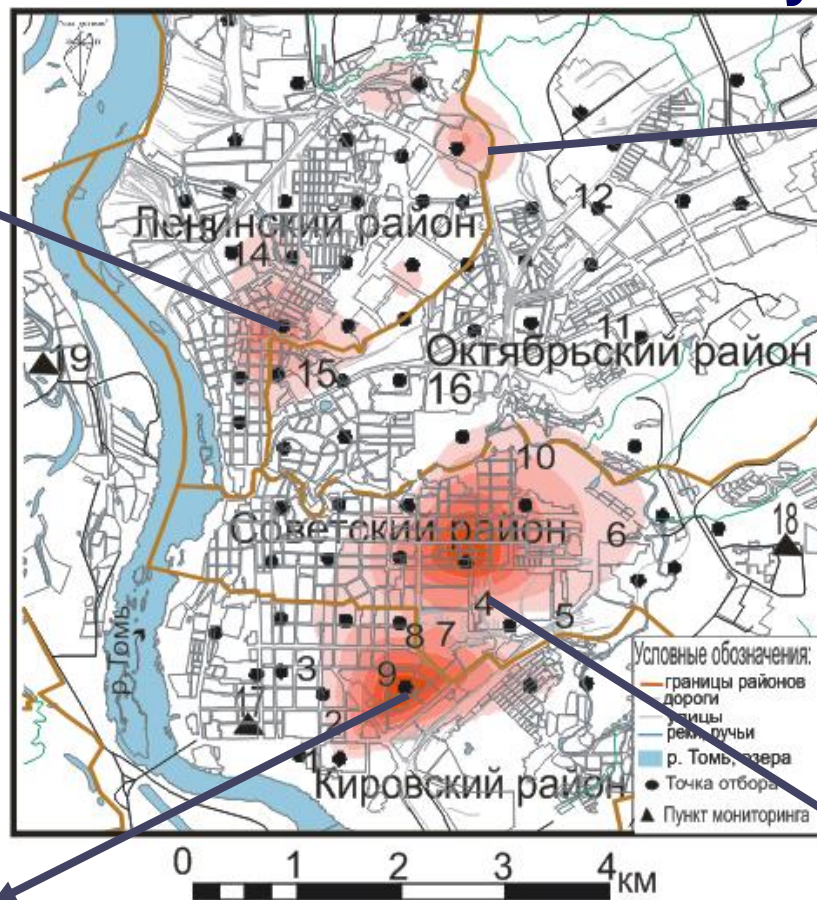 12
Ленинский район
13
14
11
Октябрьский район
19
15
16
10
Советский район
6
18
4
5
8
7
р.Томь
3
9
17
2
Кировский район
Условные обозначения:
границы районов
дороги
улицы
реки, ручьи
р. Томь, озера
Точка отбора
Пункт мониторинга
0 1 2 3 4 км